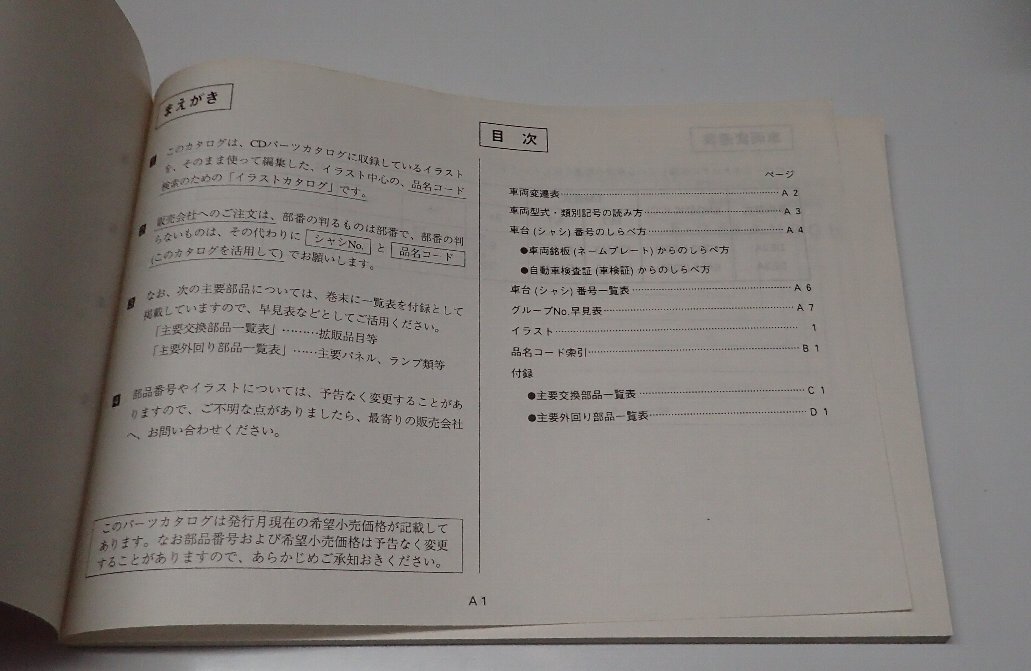 まえがき
1 このカタログは、CDパーツカタログに収録しているイラスト
を、そのまま使って編集した、イラスト中心の、品名コード
検索のための「イラストカタログ」です。
2 販売会社へのご注文は、部番の判るものは部番で、部番の判
らないものは、その代わりに シャシNo. と 品名コード
(このカタログを活用して)でお願いします。
3 なお、次の主要部品については、巻末に一覧表を付録として
掲載していますので、早見表などとしてご活用ください。
「主要交換部品一覧表」………拡販品目等
「主要外回り部品一覧表」……主要パネル、ランプ類等
4 部品番号やイラストについては、予告なく変更することがあ
りますので、ご不明な点がありましたら、最寄りの販売会社
へ、お問い合わせください。
このパーツカタログは発行月現在の希望小売価格が記載して
あります。なお部品番号および希望小売価格は予告なく変更
することがありますので、あらかじめご承知おきください。
目 次
ページ
車両変遷表 A 2
車両型式・類別記号の読み方 A 3
車台(シャシ)番号のしらべ方 A 4
●車両銘板(ネームプレート)からのしらべ方
●自動車検査証(車検証)からのしらべ方
車台(シャシ)番号一覧表 A 6
グループNo.早見表 A 7
イラスト 1
品名コード索引 B 1
付録
●主要交換部品一覧表 C 1
●主要外回り部品一覧表 D 1
A 1